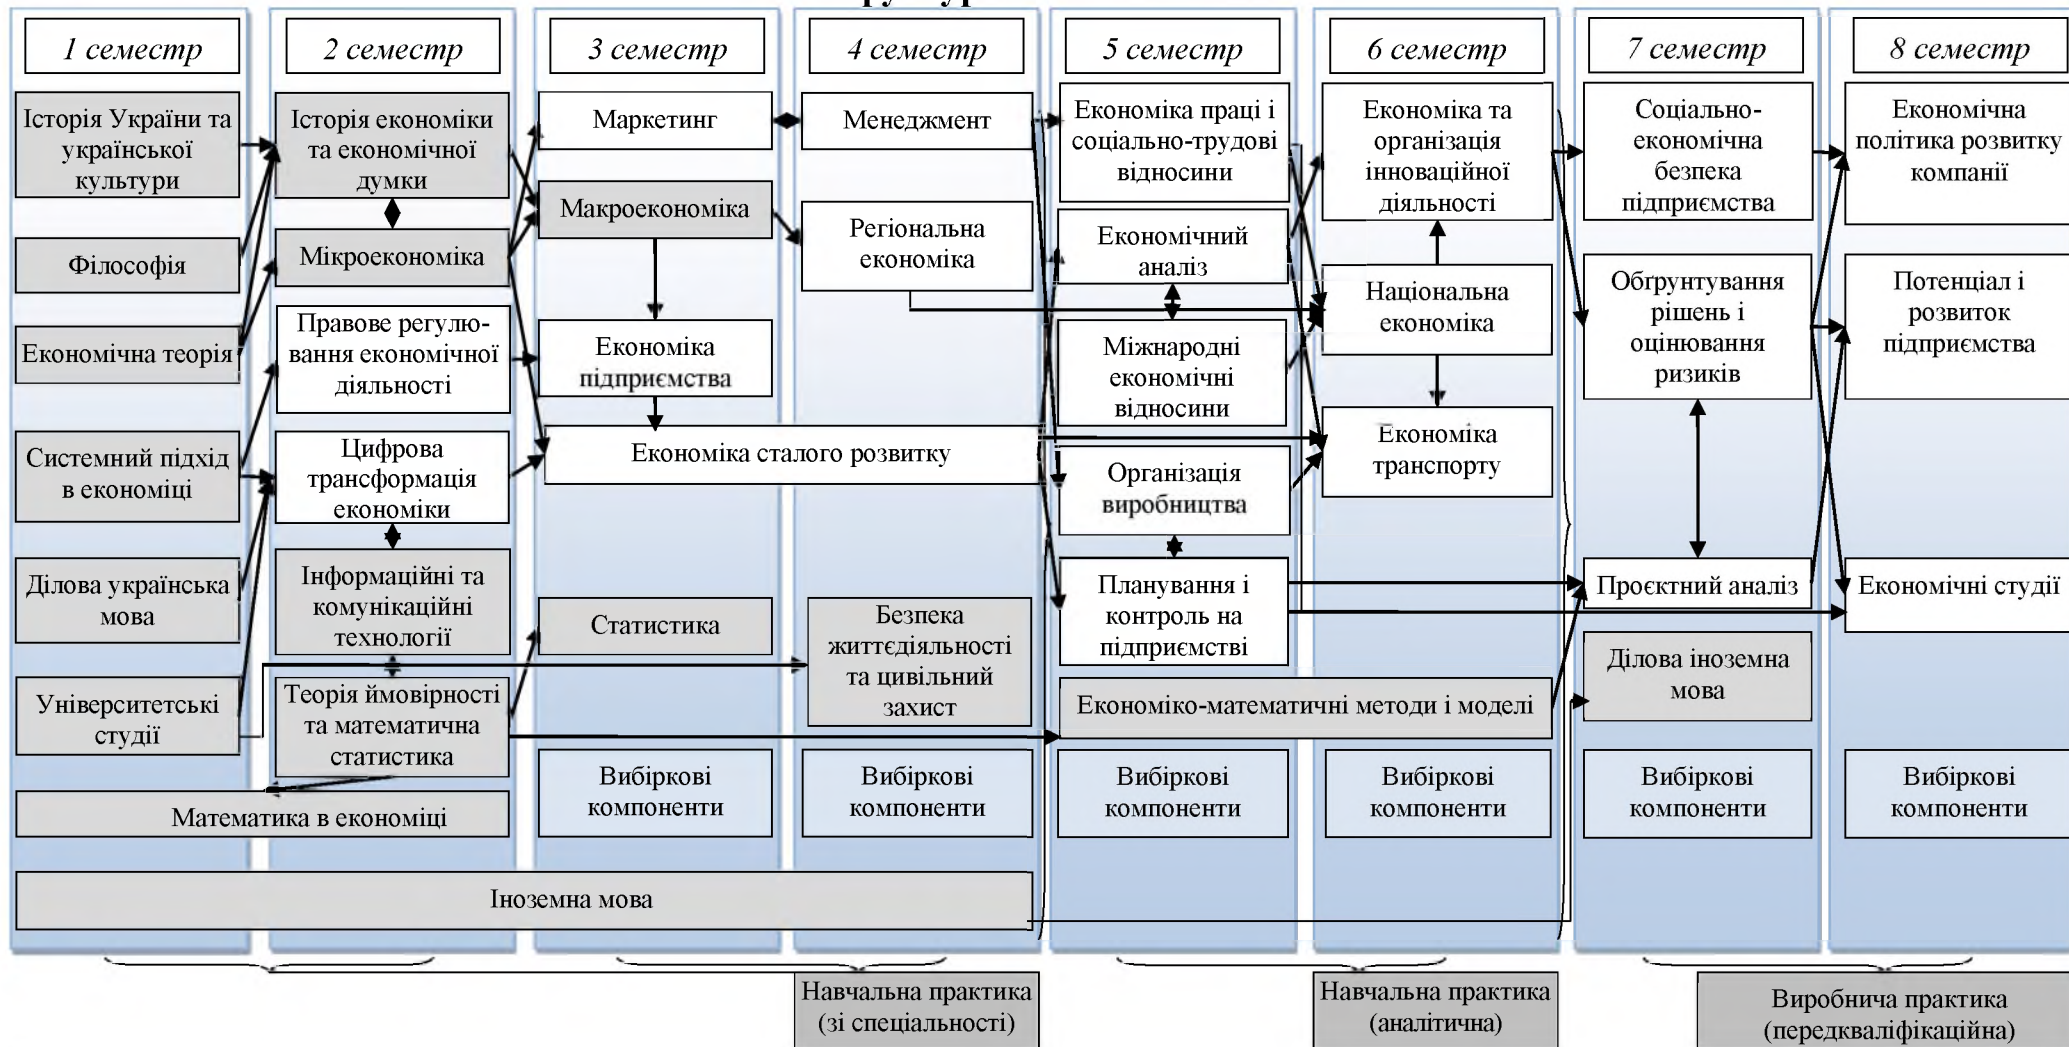 1 семестр
2 семестр
3 семестр
4 семестр
5 семестр
6 семестр
7 семестр
8 семестр
Історія України та
української
культури
Філософія
Економічна теорія
Системний підхід
в економіці
Ділова українська
мова
Університетські
студії
Математика в економіці
Іноземна мова
Історія економіки
та економічної
думки
Мікроекономіка
Правове регулю-
вання економічної
діяльності
Цифрова
трансформація
економіки
Інформаційні та
комунікаційні
технології
Теорія ймовірності
та математична
статистика
Маркетинг
Макроекономіка
Економіка
підприємства
Економіка сталого розвитку
Статистика
Вибіркові
компоненти
Менеджмент
Регіональна
економіка
Безпека
життєдіяльності
та цивільний
захист
Вибіркові
компоненти
Економіка праці і
соціально-трудові
відносини
Економічний
аналіз
Міжнародні
економічні
відносини
Організація
виробництва
Планування і
контроль на
підприємстві
Економіко-математичні методи і моделі
Вибіркові
компоненти
Економіка та
організація
інноваційної
діяльності
Національна
економіка
Економіка
транспорту
Вибіркові
компоненти
Соціально-
економічна
безпека
підприємства
Обґрунтування
рішень і
оцінювання
ризиків
Проєктний аналіз
Ділова іноземна
мова
Вибіркові
компоненти
Економічна
політика розвитку
компанії
Потенціал і
розвиток
підприємства
Економічні студії
Вибіркові
компоненти
Навчальна практика
(зі спеціальності)
Навчальна практика
(аналітична)
Виробнича практика
(передкваліфікаційна)